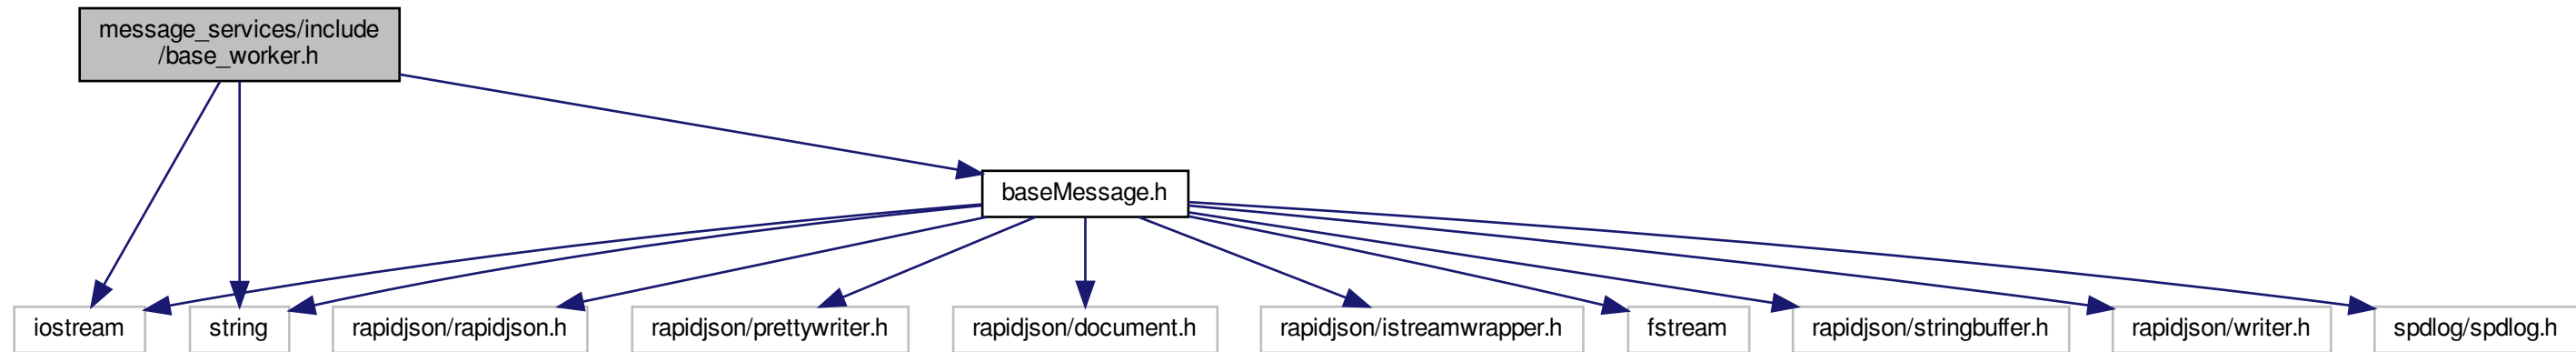 message_services/include
/base_worker.h
baseMessage.h
iostream
string
rapidjson/rapidjson.h
rapidjson/prettywriter.h
rapidjson/document.h
rapidjson/istreamwrapper.h
fstream
rapidjson/stringbuffer.h
rapidjson/writer.h
spdlog/spdlog.h